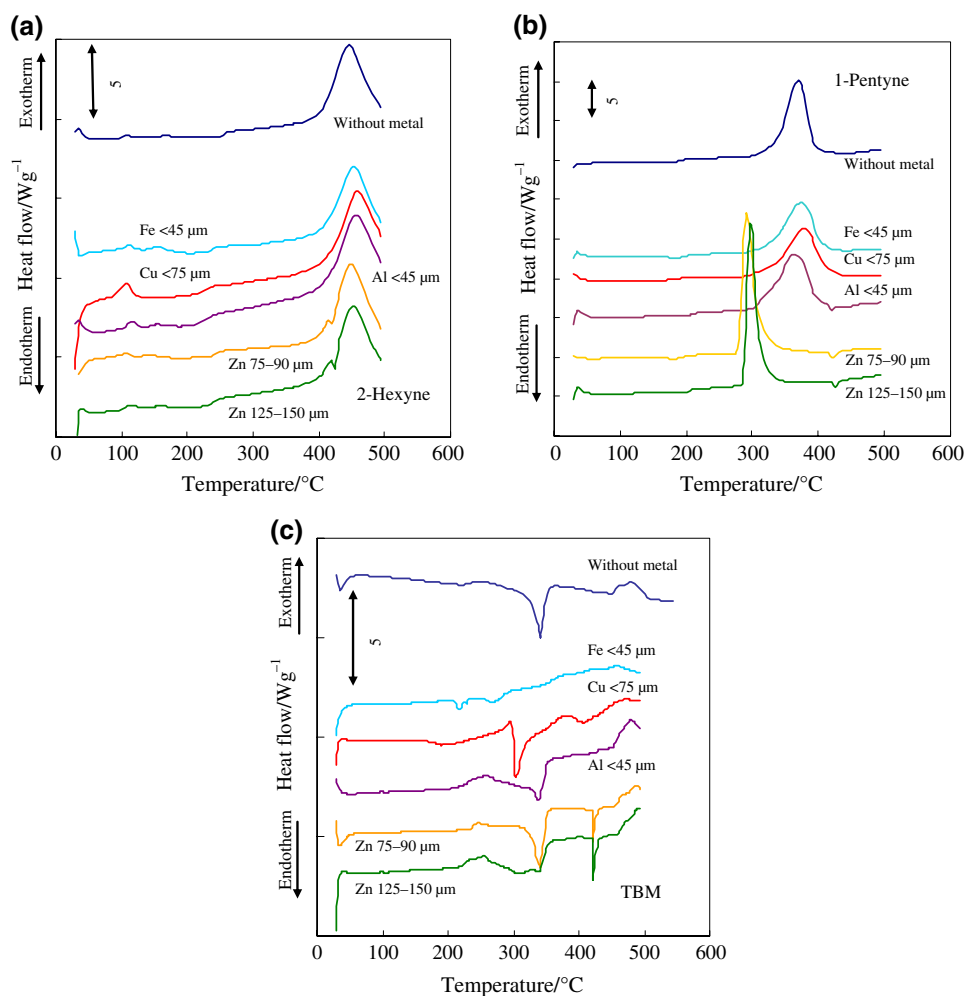 (a)
Exotherm
5
Without metal
Heat flow/Wg⁻¹
Fe <45 µm
Cu <75 µm
Al <45 µm
Endotherm
Zn 75–90 µm
2-Hexyne
Zn 125–150 µm
0 100 200 300 400 500 600
Temperature/°C
(b)
Exotherm
5
1-Pentyne
Without metal
Heat flow/Wg⁻¹
Fe <45 µm
Cu <75 µm
Al <45 µm
Endotherm
Zn 75–90 µm
Zn 125–150 µm
0 100 200 300 400 500 600
Temperature/°C
(c)
Exotherm
5
Without metal
Heat flow/Wg⁻¹
Fe <45 µm
Cu <75 µm
Al <45 µm
Endotherm
Zn 75–90 µm
Zn 125–150 µm
TBM
0 100 200 300 400 500 600
Temperature/°C